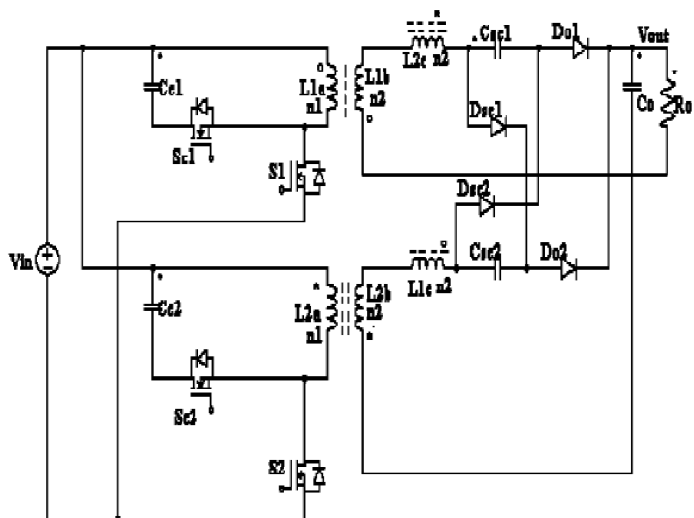 Csc1
Do1
Vout
L2c n2
Cc1
L1a
n1
L1b
n2
Co
Ro
Dsc1
Sc1
S1
Dsc2
Vin
Csc2
Do2
L1c n2
Cc2
L2a
n1
L2b
n2
Sc2
S2